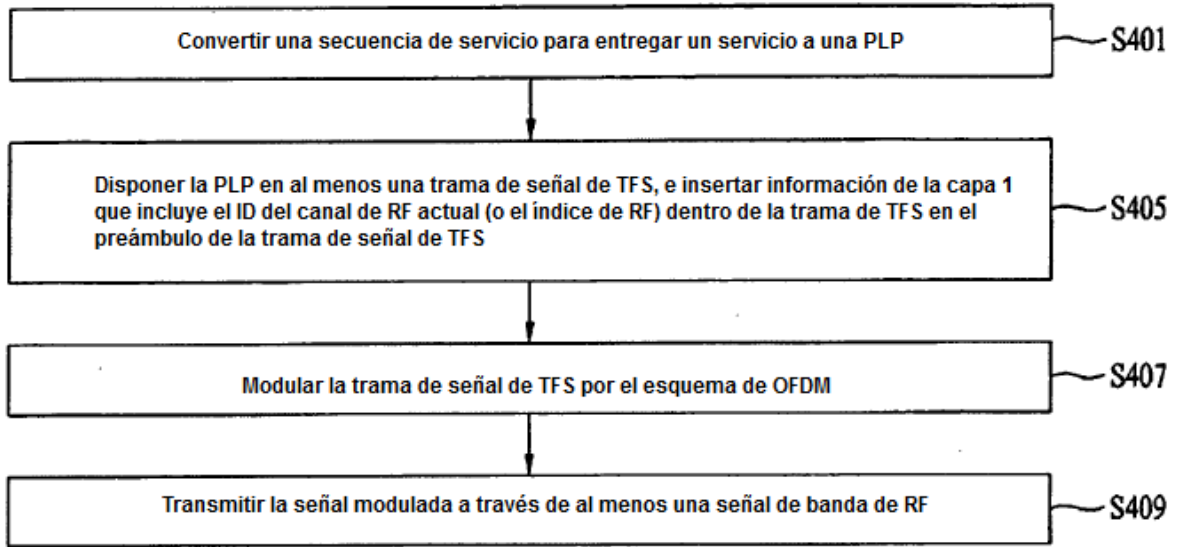 Convertir una secuencia de servicio para entregar un servicio a una PLP
S401
Disponer la PLP en al menos una trama de señal de TFS, e insertar información de la capa 1
que incluye el ID del canal de RF actual (o el índice de RF) dentro de la trama de TFS en el
preámbulo de la trama de señal de TFS
S405
Modular la trama de señal de TFS por el esquema de OFDM
S407
Transmitir la señal modulada a través de al menos una señal de banda de RF
S409